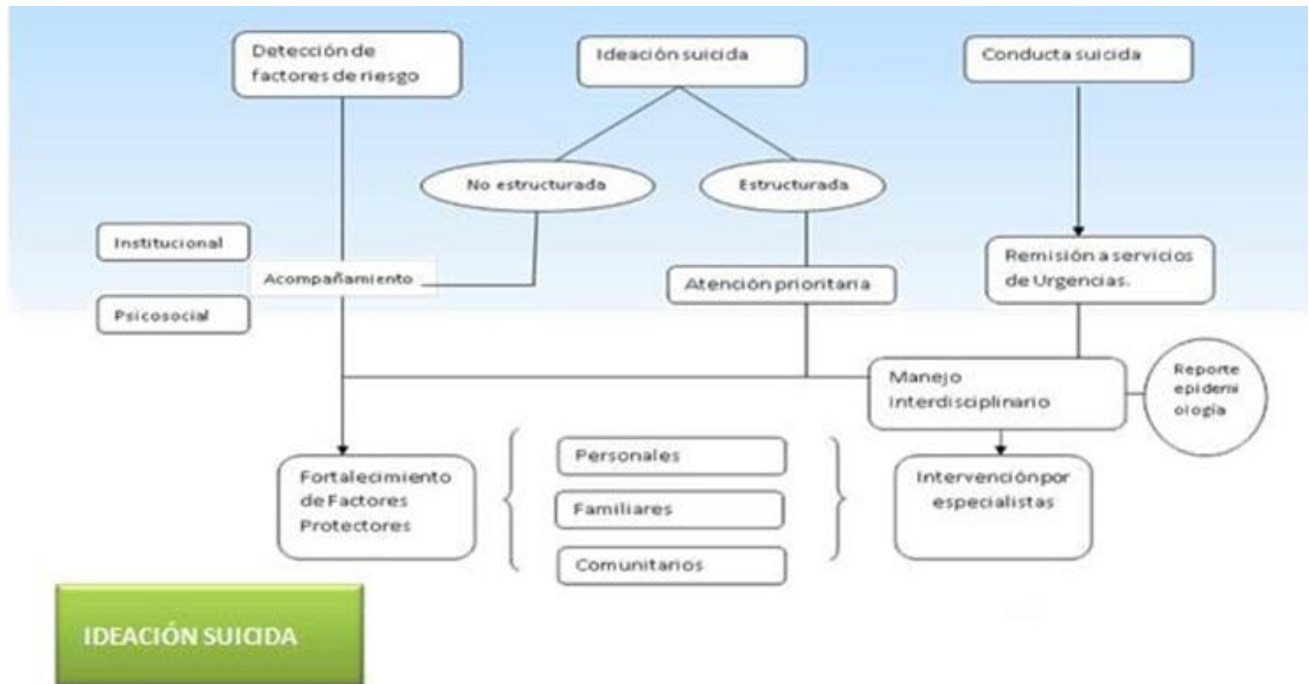 Detección de
factores de riesgo
Ideación suicida
Conducta suicida
No estructurada
Estructurada
Institucional
Psicosocial
Acompañamiento
Atención prioritaria
Remisión a servicios
de Urgencias.
Manejo
Interdisciplinario
Reporte
epidemi
ología
Fortalecimiento
de Factores
Protectores
Personales
Familiares
Comunitarios
Intervención por
especialistas
IDEACIÓN SUICIDA